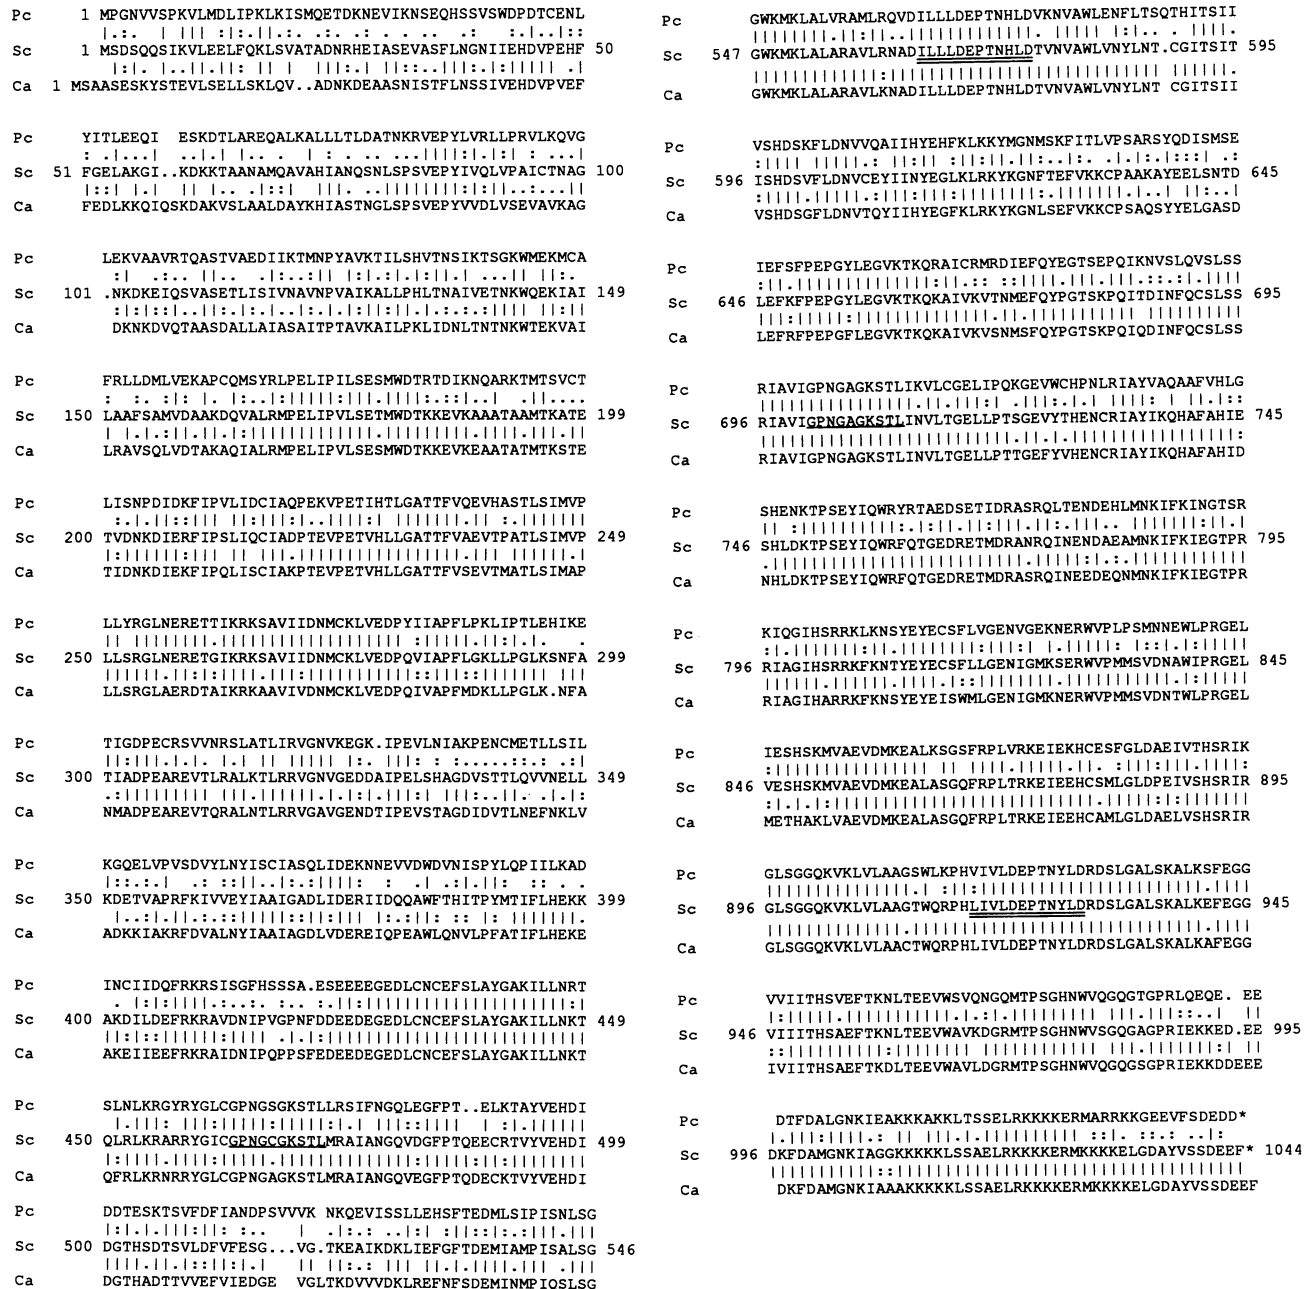 Pc 1 MPGNVVSPKVLMDLIPKLKISMQETDKNEVIKNSEQHSSVSWDPDTCENL
Sc 1 MSDSQQSIKVLEELFQKLSVATADNRHEIASEVASFLNGNIIEHDVPEHF 50
Ca 1 MSAASESKYSTEVLSELLSKLQV..ADNKDEAASNISTFLNSSIVEHDVPVEF
Pc YITLEEQI ESKDTLAREQALKALLLTLDATNKRVEPYLVRLLPRVLKQVG
Sc 51 FGELAKGI..KDKKTAANAMQAVAHIANQSNLSPSVEPYIVQLVPAICTNAG 100
Ca FEDLKKQIQSKDAKVSLAALDAYKHIASTNGLSPSVEPYVVDLVSEVAVKAG
Pc LEKVAAVRTQASTVAEDIIKTMNPYAVKTILSHVTNSIKTSGKWMEKMCA
Sc 101 .NKDKEIQSVASETLISIVNAVNPVAIKALLPHLTNAIVETNKWQEKIAI 149
Ca DKNKDVQTAASDALLAIASAITPTAVKAILPKLIDNLTNTNKWTEKVAI
Pc FRLLDMLVEKAPCQMSYRLPELIPILSESMWDTRTDIKNQARKTMTSVCT
Sc 150 LAAFSAMVDAAKDQVALRMPELIPVLSETMWDTKKEVKAAATAAMTKATE 199
Ca LRAVSQLVDTAKAQIALRMPELIPVLSESMWDTKKEVKEAATATMTKSTE
Pc LISNPDIDKFIPVLIDCIAQPEKVPETIHTLGATTFVQEVHASTLSIMVP
Sc 200 TVDNKDIERFIPSLIQCIADPTEVPETVHLLGATTFVAEVTPATLSIMVP 249
Ca TIDNKDIEKFIPQLISCIAKPTEVPETVHLLGATTFVSEVTMATLSIMAP
Pc LLYRGLNERETTIKRKSAVIIDNMCKLVEDPYIIAPFLPKLIPTLEHIKE
Sc 250 LLSRGLNERETGIKRKSAVIIDNMCKLVEDPQVIAPFLGKLLPGLKSNFA 299
Ca LLSRGLAERDTAIKRKAAVIVDNMCKLVEDPQIVAPFMDKLLPGLK.NFA
Pc TIGDPECRSVVNRSLATLIRVGNVKEGK.IPEVLNIAKPENCMETLLSIL
Sc 300 TIADPEAREVTLRALKTLRRVGNVGEDDAIPELSHAGDVSTTLQVVNELL 349
Ca NMADPEAREVTQRALNTLRRVGAVGENDTIPEVSTAGDIDVTLNEFNKLV
Pc KGQELVPVSDVYLNYISCIASQLIDEKNNEVVDWDVNISPYLQPIILKAD
Sc 350 KDETVAPRFKIVVEYIAAIGADLIDERIIDQQAWFTHITPYMTIFLHEKK 399
Ca ADKKIAKRFDVALNYIAAIAGDLVDEREIQPEAWLQNVLPFATIFLHEKE
Pc INCIIDQFRKRSISGFHSSSA.ESEEEEGEDLCNCEFSLAYGAKILLNRT
Sc 400 AKDILDEFRKRAVDNIPVGPNFDDEEDEGEDLCNCEFSLAYGAKILLNKT 449
Ca AKEIIEEFRKRAIDNIPQPPSFEDEEDEGEDLCNCEFSLAYGAKILLNKT
Pc SLNLKRGYRYGLCGPNGSGKSTLLRSIFNGQLEGFPT..ELKTAYVEHDI
Sc 450 QLRLKRARRYGICGPNGCGKSTLMRAIANGQVDGFPTQEECRTVYVEHDI 499
Ca QFRLKRNRRYGLCGPNGAGKSTLMRAIANGQVEGFPTQDECKTVYVEHDI
Pc DDTESKTSVFDFIANDPSVVVK NKQEVISSLLEHSFTEDMLSIPISNLSG
Sc 500 DGTHSDTSVLDFVFESG...VG.TKEAIKDKLIEFGFTDEMIAMPISALSG 546
Ca DGTHADTTVVEFVIEDGE VGLTKDVVVDKLREFNFSDEMINMPIQSLSG
Pc GWKMKLALVRAMLRQVDILLLDEPTNHLDVKNVAWLENFLTSQTHITSII
Sc 547 GWKMKLALARAVLRNADILLLDEPTNHLDTVNVAWLVNYLNT.CGITSIT 595
Ca GWKMKLALARAVLKNADILLLDEPTNHLDTVNVAWLVNYLNT CGITSII
Pc VSHDSKFLDNVVQAIIHYEHFKLKKYMGNMSKFITLVPSARSYQDISMSE
Sc 596 ISHDSVFLDNVCEYIINYEGLKLRKYKGNFTEFVKKCPAAKAYEELSNTD 645
Ca VSHDSGFLDNVTQYIIHYEGFKLRKYKGNLSEFVKKCPSAQSYYELGASD
Pc IEFSFPEPGYLEGVKTKQRAICRMRDIEFQYEGTSEPQIKNVSLQVSLSS
Sc 646 LEFKFPEPGYLEGVKTKQKAIVKVTNMEFQYPGTSKPQITDINFQCSLSS 695
Ca LEFRFPEPGFLEGVKTKQKAIVKVSNMSFQYPGTSKPQIQDINFQCSLSS
Pc RIAVIGPNGAGKSTLIKVLCGELIPQKGEVWCHPNLRIAYVAQAAFVHLG
Sc 696 RIAVIGPNGAGKSTLINVLTGELLPTSGEVYTHENCRIAYIKQHAFAHIE 745
Ca RIAVIGPNGAGKSTLINVLTGELLPTTGEFYVHENCRIAYIKQHAFAHID
Pc SHENKTPSEYIQWRYRTAEDSETIDRASRQLTENDEHLMNKIFKINGTSR
Sc 746 SHLDKTPSEYIQWRFQTGEDRETMDRANRQINENDAEAMNKIFKIEGTPR 795
Ca NHLDKTPSEYIQWRFQTGEDRETMDRASRQINEEDEQNMNKIFKIEGTPR
Pc KIQGIHSRRKLKNSYEYECSFLVGENVGEKNERWVPLPSMNNEWLPRGEL
Sc 796 RIAGIHSRRKFKNTYEYECSFLLGENIGMKSERWVPMMSVDNAWIPRGEL 845
Ca RIAGIHARRKFKNSYEYEISWMLGENIGMKNERWVPMMSVDNTWLPRGEL
Pc IESHSKMVAEVDMKEALKSGSFRPLVRKEIEKHCESFGLDAEIVTHSRIK
Sc 846 VESHSKMVAEVDMKEALASGQFRPLTRKEIEEHCSMLGLDPEIVSHSRIR 895
Ca METHAKLVAEVDMKEALASGQFRPLTRKEIEEHCAMLGLDAELVSHSRIR
Pc GLSGGQKVKLVLAAGSWLKPHVIVLDEPTNYLDRDSLGALSKALKSFEGG
Sc 896 GLSGGQKVKLVLAAGTWQRPHLIVLDEPTNYLDRDSLGALSKALKEFEGG 945
Ca GLSGGQKVKLVLAACTWQRPHLIVLDEPTNYLDRDSLGALSKALKAFEGG
Pc VVIITHSVEFTKNLTEEVWSVQNGQMTPSGHNWVQGQGTGPRLQEQE. EE
Sc 946 VIIITHSAEFTKNLTEEVWAVKDGRMTPSGHNWVSGQGAGPRIEKKED.EE 995
Ca IVIITHSAEFTKDLTEEVWAVLDGRMTPSGHNWVQGQGSGPRIEKKDDEEE
Pc DTFDALGNKIEAKKKAKKLTSSELRKKKKERMARRKKGEEVFSDEDD*
Sc 996 DKFDAMGNKIAGGKKKKKLSSAELRKKKKERMKKKKELGDAYVSSDEEF* 1044
Ca DKFDAMGNKIAAAKKKKKLSSAELRKKKKERMKKKKELGDAYVSSDEEF